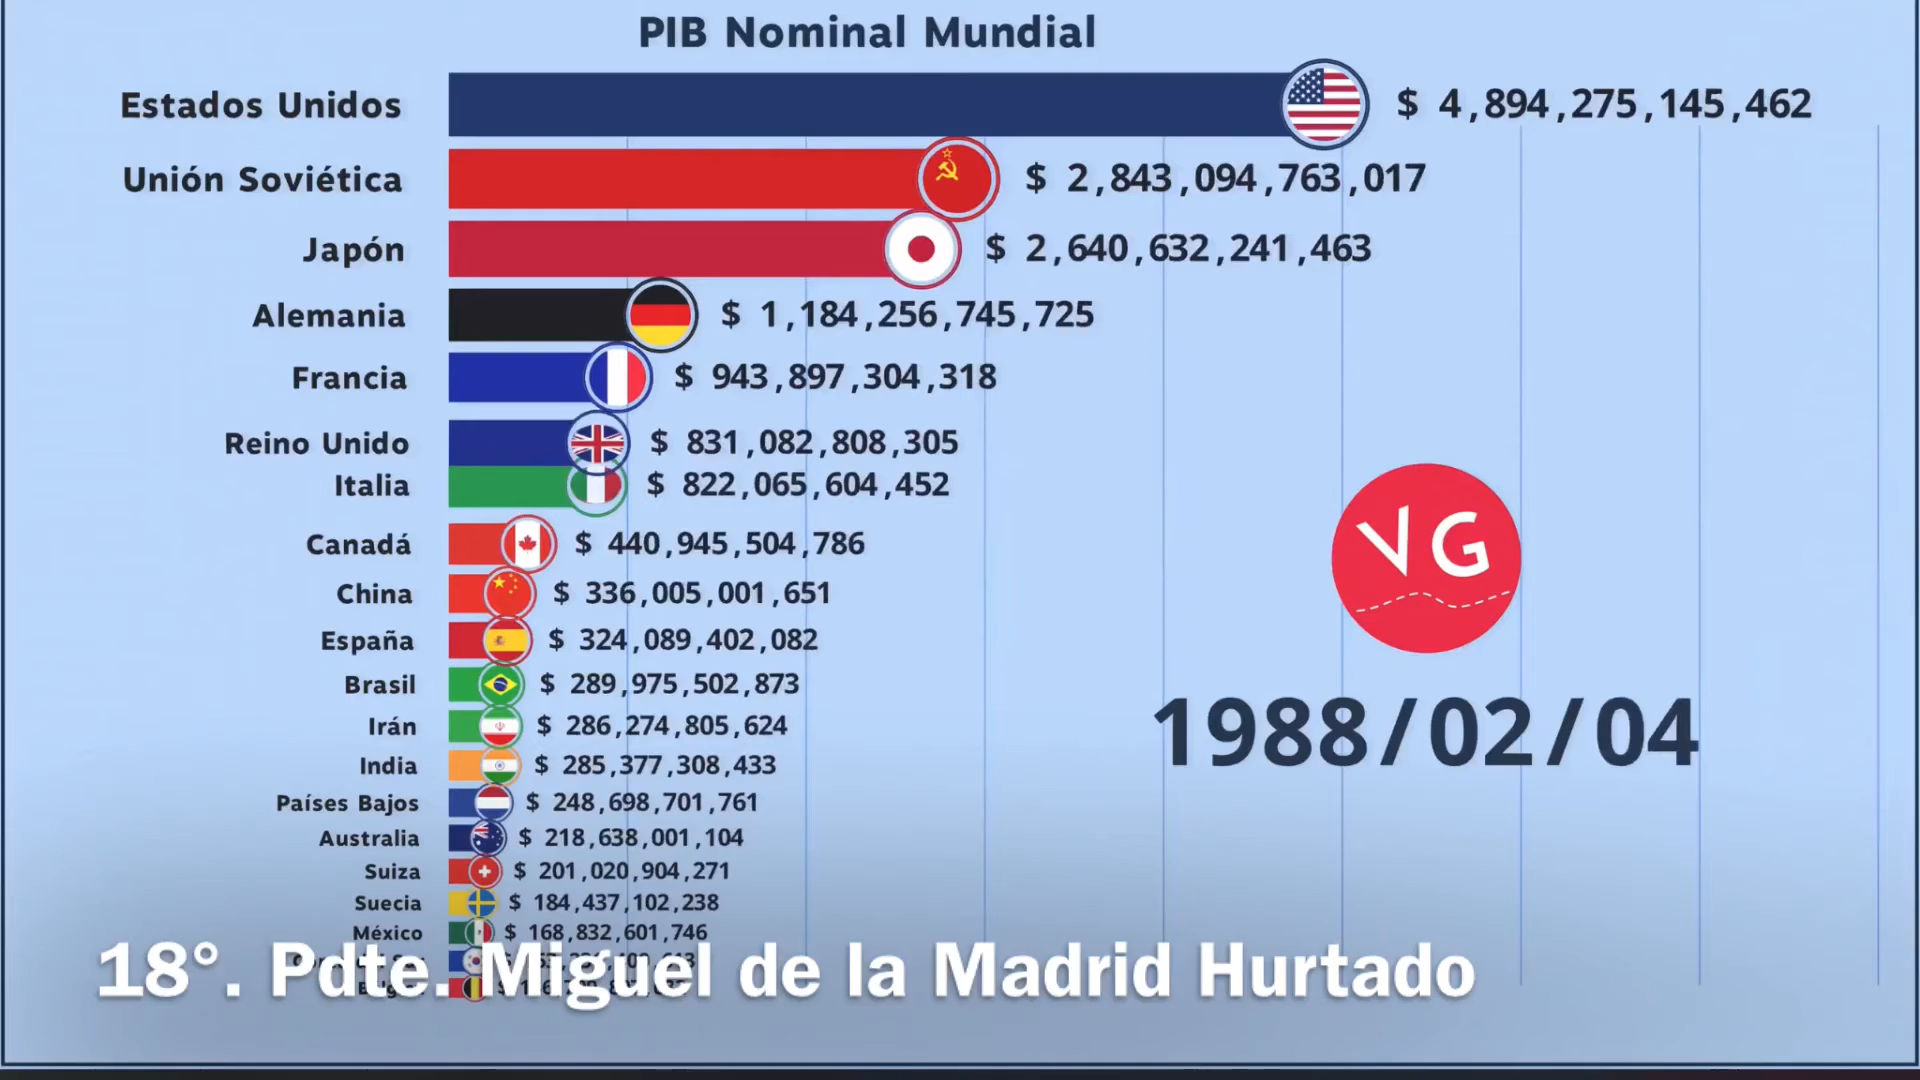 PIB Nominal Mundial
Estados Unidos $ 4,894,275,145,462
Unión Soviética $ 2,843,094,763,017
Japón $ 2,640,632,241,463
Alemania $ 1,184,256,745,725
Francia $ 943,897,304,318
Reino Unido $ 831,082,808,305
Italia $ 822,065,604,452
Canadá $ 440,945,504,786
China $ 336,005,001,651
España $ 324,089,402,082
Brasil $ 289,975,502,873
Irán $ 286,274,805,624
India $ 285,377,308,433
Países Bajos $ 248,698,701,761
Australia $ 218,638,001,104
Suiza $ 201,020,904,271
Suecia $ 184,437,102,238
México $ 168,832,601,746
VG
1988/02/04
18°. Pdte. Miguel de la Madrid Hurtado